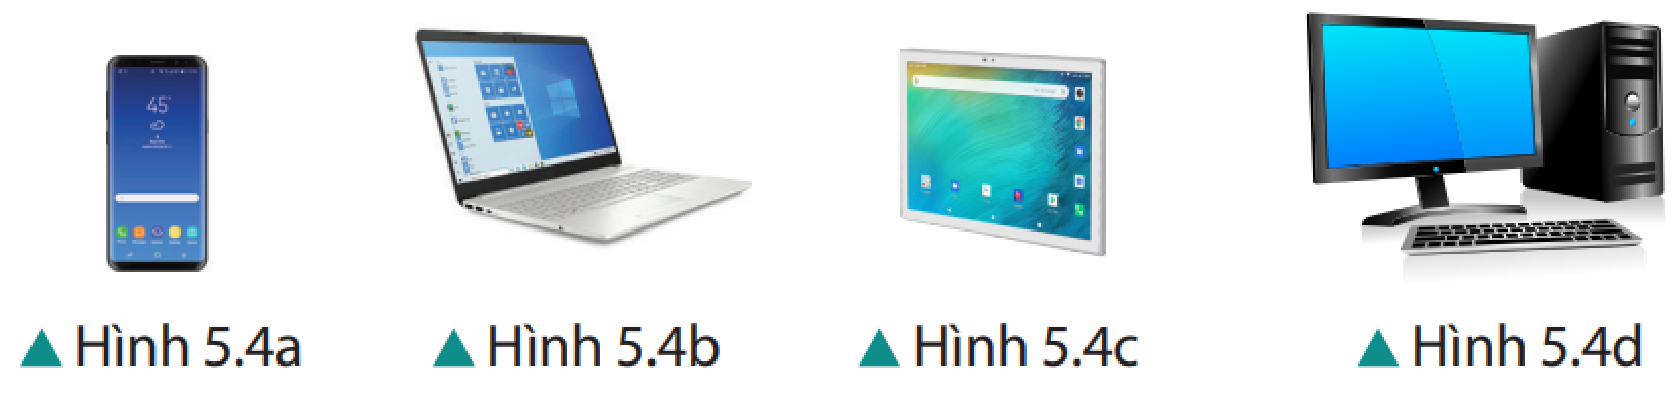 45°
▲ Hình 5.4a
▲ Hình 5.4b
▲ Hình 5.4c
▲ Hình 5.4d